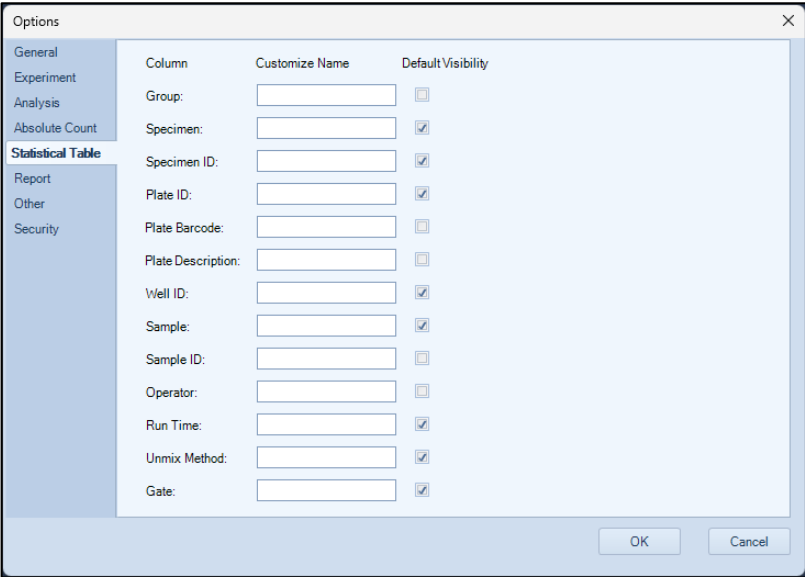 Options
General
Experiment
Analysis
Absolute Count
Statistical Table
Report
Other
Security
Column Customize Name Default Visibility
Group:
Specimen:
Specimen ID:
Plate ID:
Plate Barcode:
Plate Description:
Well ID:
Sample:
Sample ID:
Operator:
Run Time:
Unmix Method:
Gate:
OK Cancel